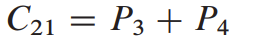 C₂₁ = P₃ + P₄